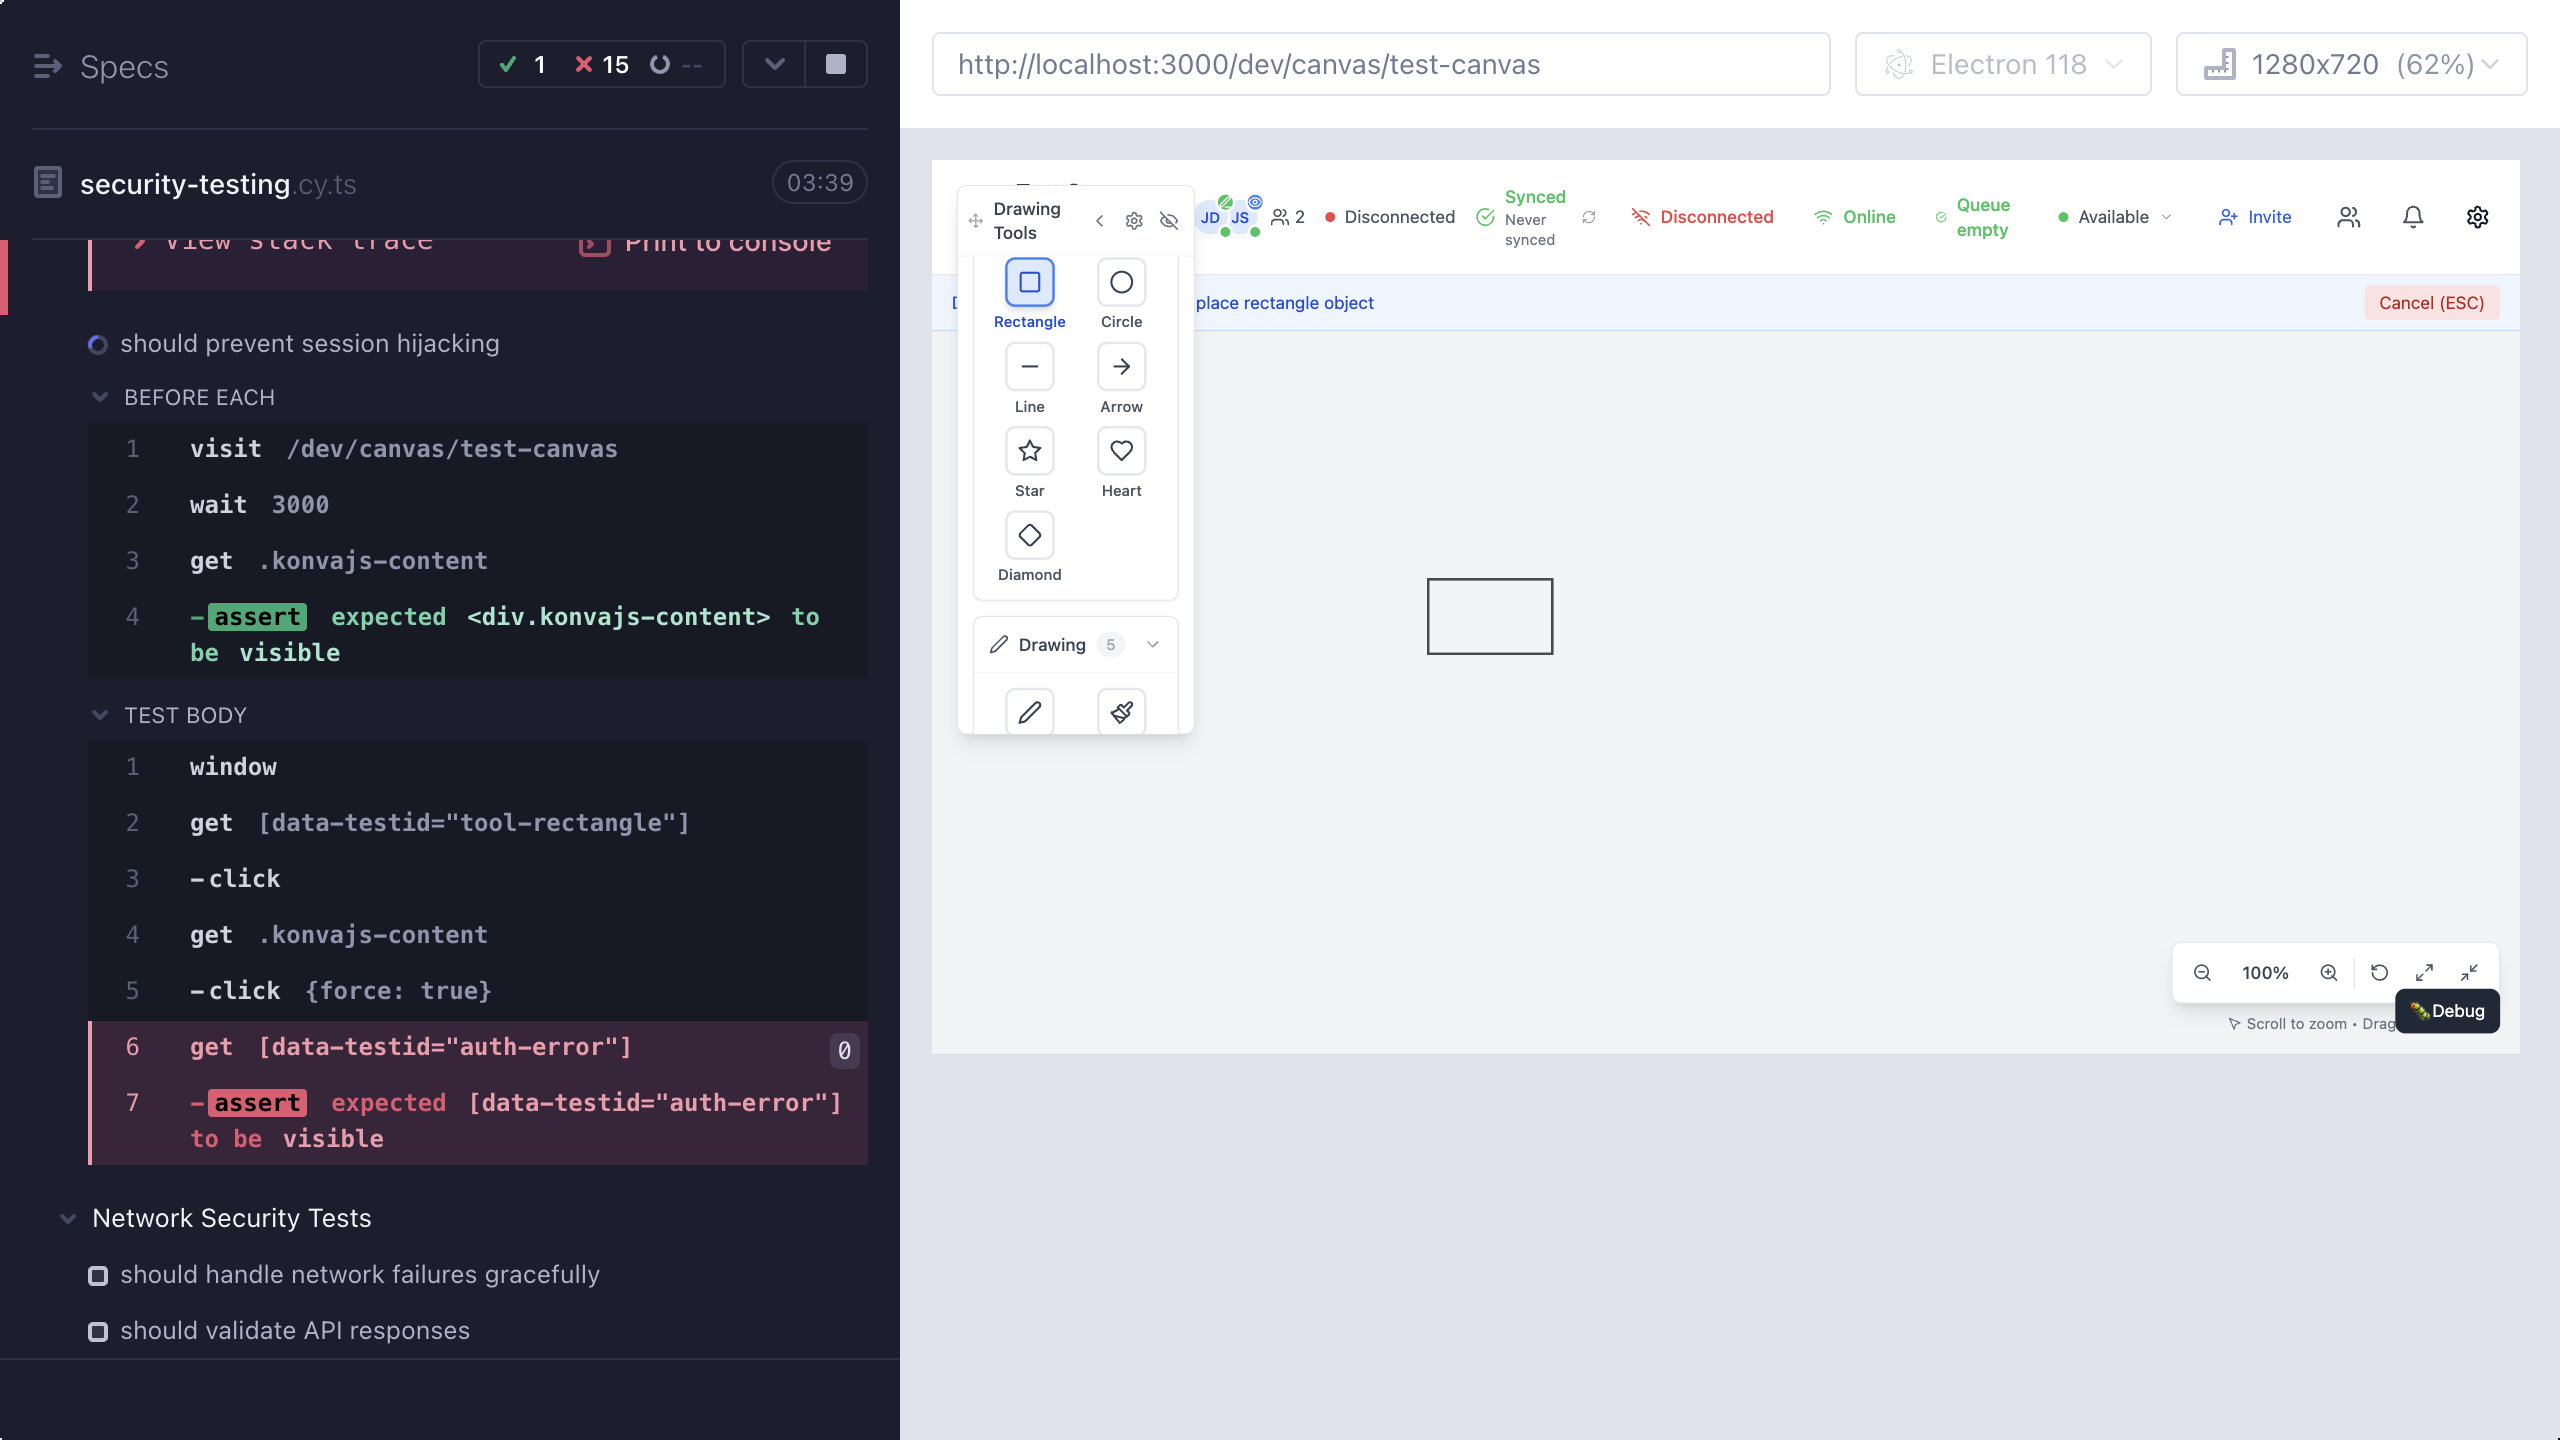 Specs
1
15
--
security-testing.cy.ts
03:39
View stack trace
Print to console
should prevent session hijacking
BEFORE EACH
1 visit /dev/canvas/test-canvas
2 wait 3000
3 get .konvajs-content
4 -assert expected <div.konvajs-content> to
be visible
TEST BODY
1 window
2 get [data-testid="tool-rectangle"]
3 -click
4 get .konvajs-content
5 -click {force: true}
6 get [data-testid="auth-error"] 0
7 -assert expected [data-testid="auth-error"]
to be visible
Network Security Tests
should handle network failures gracefully
should validate API responses
http://localhost:3000/dev/canvas/test-canvas
Electron 118
1280x720 (62%)
Drawing
Tools
JD
JS
2
Disconnected
Synced
Never
synced
Disconnected
Online
Queue
empty
Available
Invite
place rectangle object
Cancel (ESC)
Rectangle
Circle
Line
Arrow
Star
Heart
Diamond
Drawing 5
100%
Debug
Scroll to zoom • Drag